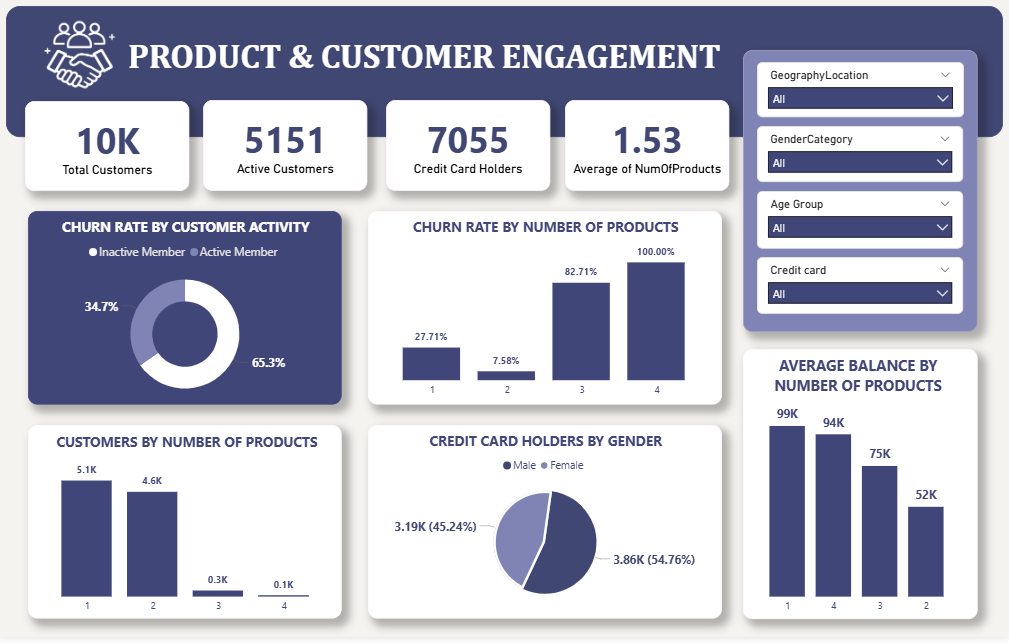 PRODUCT & CUSTOMER ENGAGEMENT
10K
Total Customers
5151
Active Customers
7055
Credit Card Holders
1.53
Average of NumOfProducts
GeographyLocation
All
GenderCategory
All
Age Group
All
Credit card
All
CHURN RATE BY CUSTOMER ACTIVITY
Inactive Member Active Member
34.7%
65.3%
CHURN RATE BY NUMBER OF PRODUCTS
100.00%
82.71%
27.71%
7.58%
1 2 3 4
AVERAGE BALANCE BY
NUMBER OF PRODUCTS
99K
94K
75K
52K
1 4 3 2
CUSTOMERS BY NUMBER OF PRODUCTS
5.1K
4.6K
0.3K
0.1K
1 2 3 4
CREDIT CARD HOLDERS BY GENDER
Male Female
3.19K (45.24%)
3.86K (54.76%)